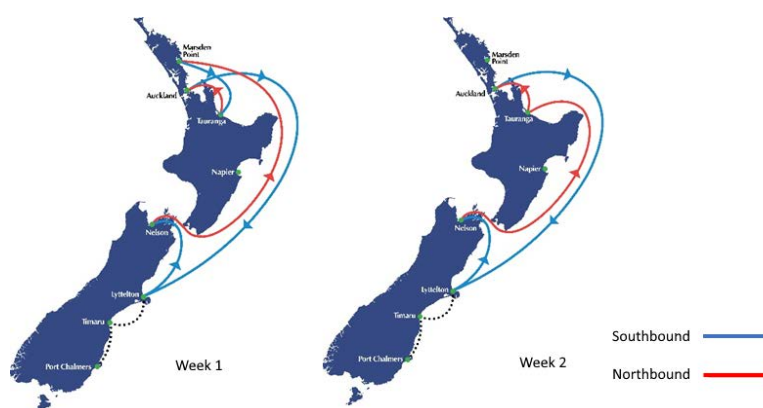 Marsden
Point
Auckland
Tauranga
Napier
Nelson
Lyttelton
Timaru
Port Chalmers
Week 1
Marsden
Point
Auckland
Tauranga
Napier
Nelson
Lyttelton
Timaru
Port Chalmers
Week 2
Southbound
Northbound